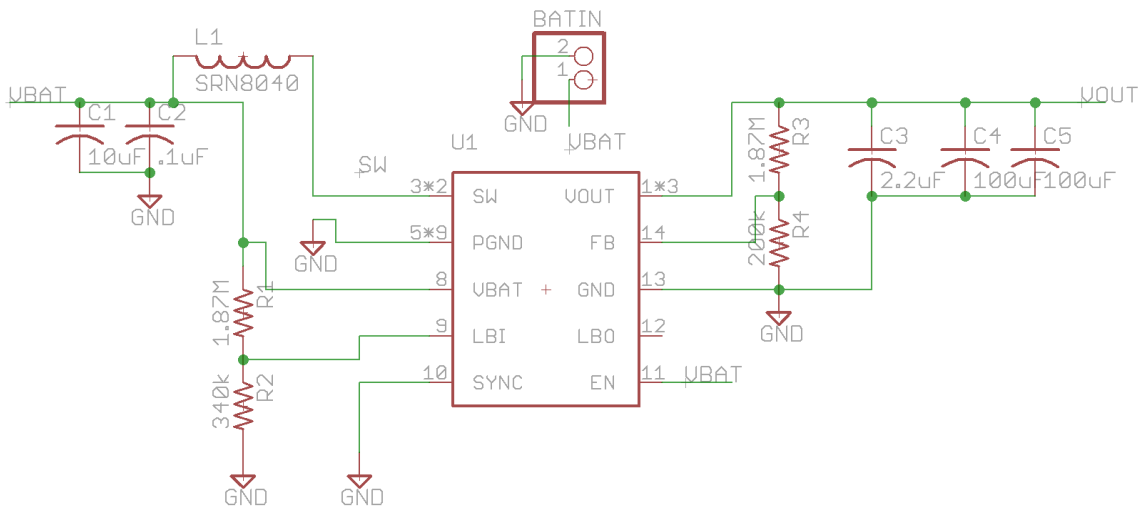 BATIN
L1
2
SRN8040
1
VBAT
VOUT
C1
C2
GND
R3
C3
C4
C5
10uF
.1uF
U1
VBAT
1.87M
2.2uF
100uF
100uF
SW
3*2
SW
VOUT
1*3
GND
R4
200k
5*9
PGND
FB
14
GND
8
VBAT
GND
13
R1
1.87M
GND
9
LBI
LBO
12
10
SYNC
EN
11
VBAT
R2
340k
GND
GND